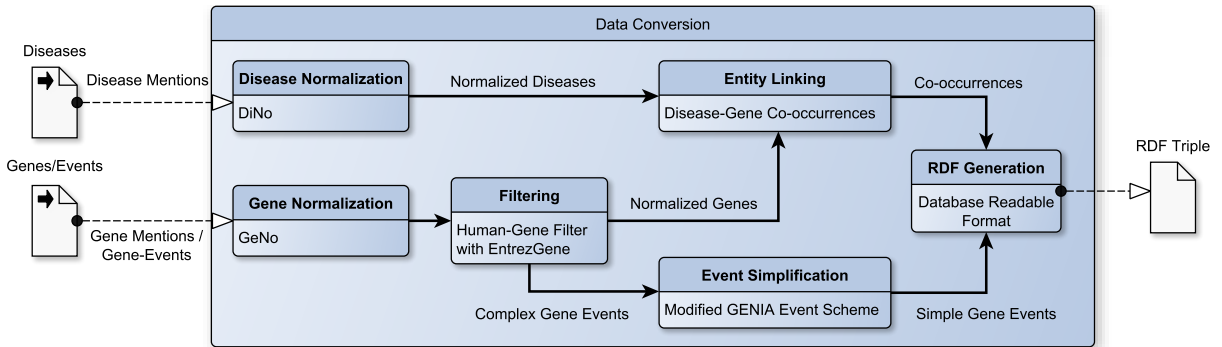 Data Conversion
Diseases
Disease Mentions
Disease Normalization
DiNo
Normalized Diseases
Entity Linking
Disease-Gene Co-occurrences
Co-occurrences
Genes/Events
Gene Mentions /
Gene-Events
Gene Normalization
GeNo
Filtering
Human-Gene Filter
with EntrezGene
Normalized Genes
Complex Gene Events
Event Simplification
Modified GENIA Event Scheme
Simple Gene Events
RDF Generation
Database Readable
Format
RDF Triple